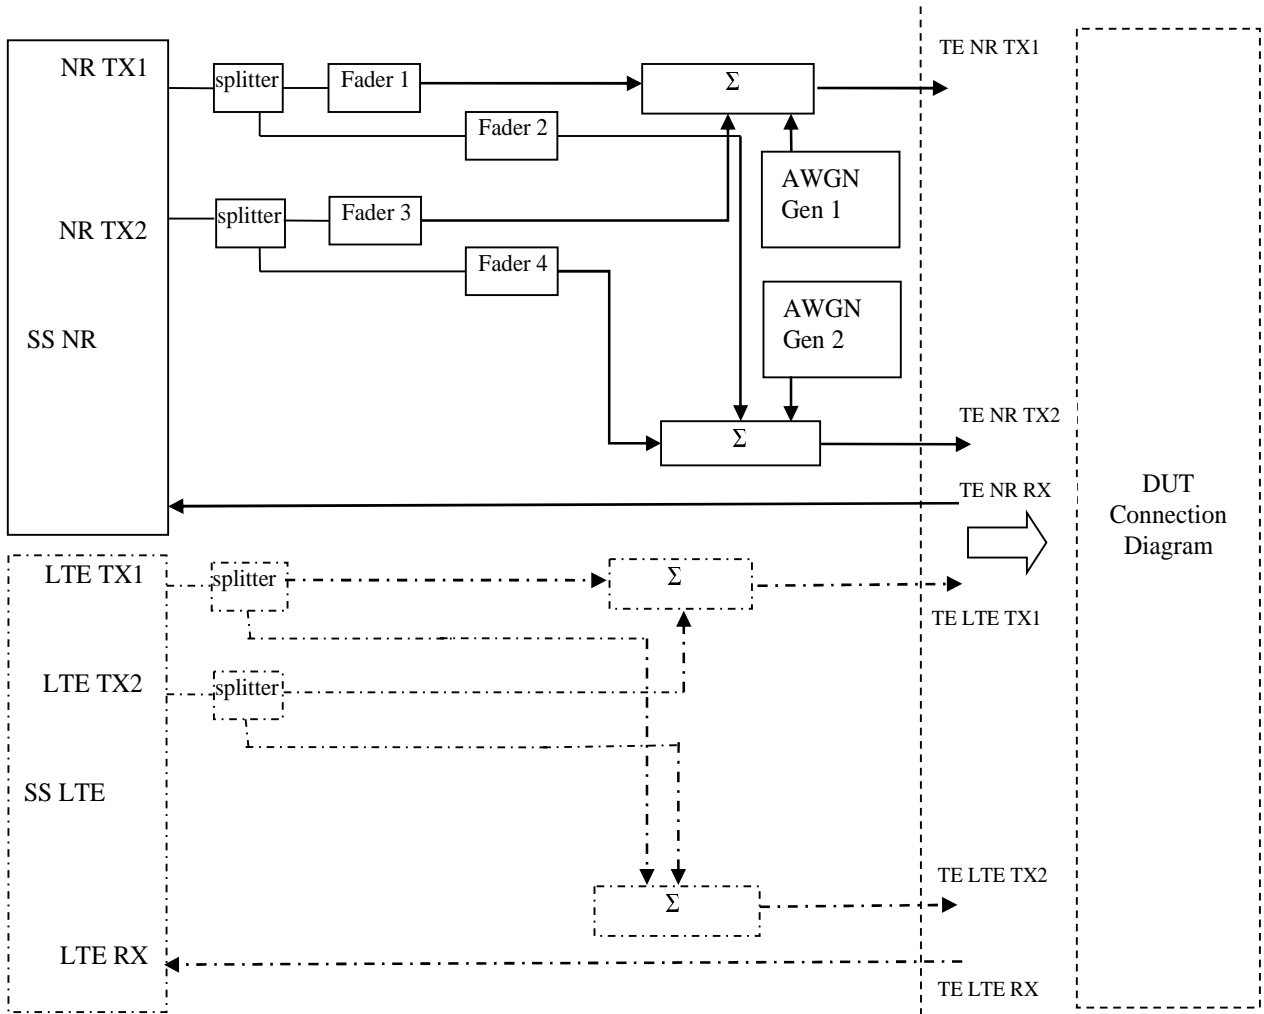 TE NR TX1
NR TX1
splitter
Fader 1
Σ
Fader 2
AWGN
Gen 1
NR TX2
splitter
Fader 3
Fader 4
AWGN
Gen 2
SS NR
TE NR TX2
Σ
TE NR RX
DUT
Connection
Diagram
LTE TX1
splitter
Σ
TE LTE TX1
LTE TX2
splitter
SS LTE
TE LTE TX2
Σ
LTE RX
TE LTE RX